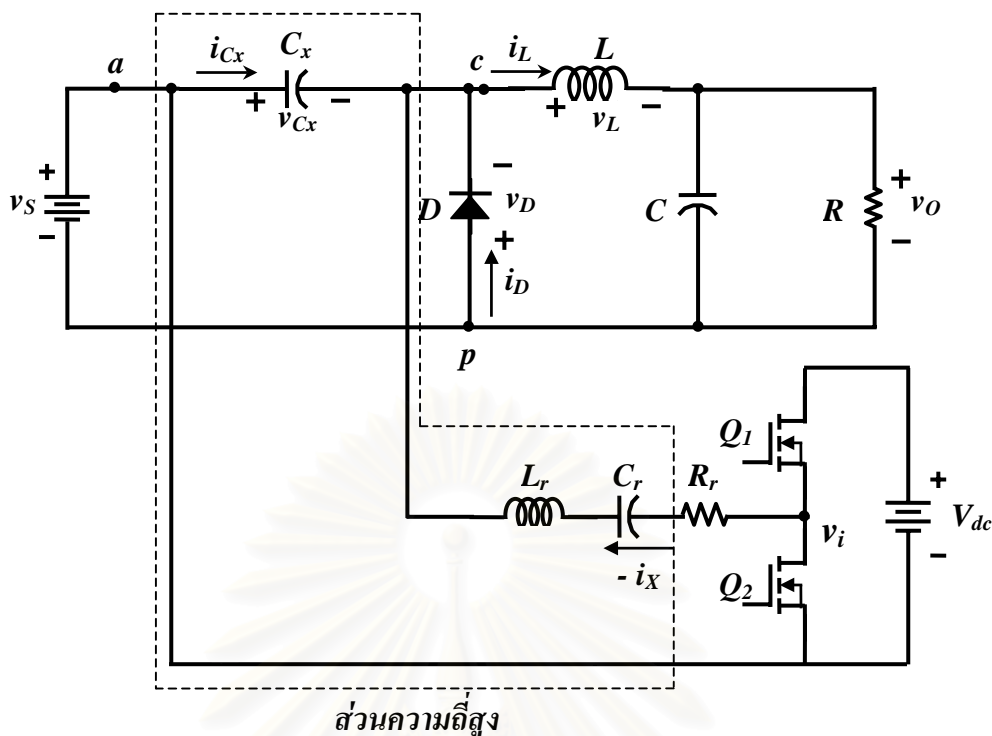 a
i_Cx
C_x
+
−
v_Cx
c
i_L
L
+
−
v_L
+
v_S
−
D
−
v_D
+
i_D
C
R
+
v_O
−
p
Q_1
L_r
C_r
R_r
v_i
+
V_dc
−
- i_X
Q_2
ส่วนความถี่สูง